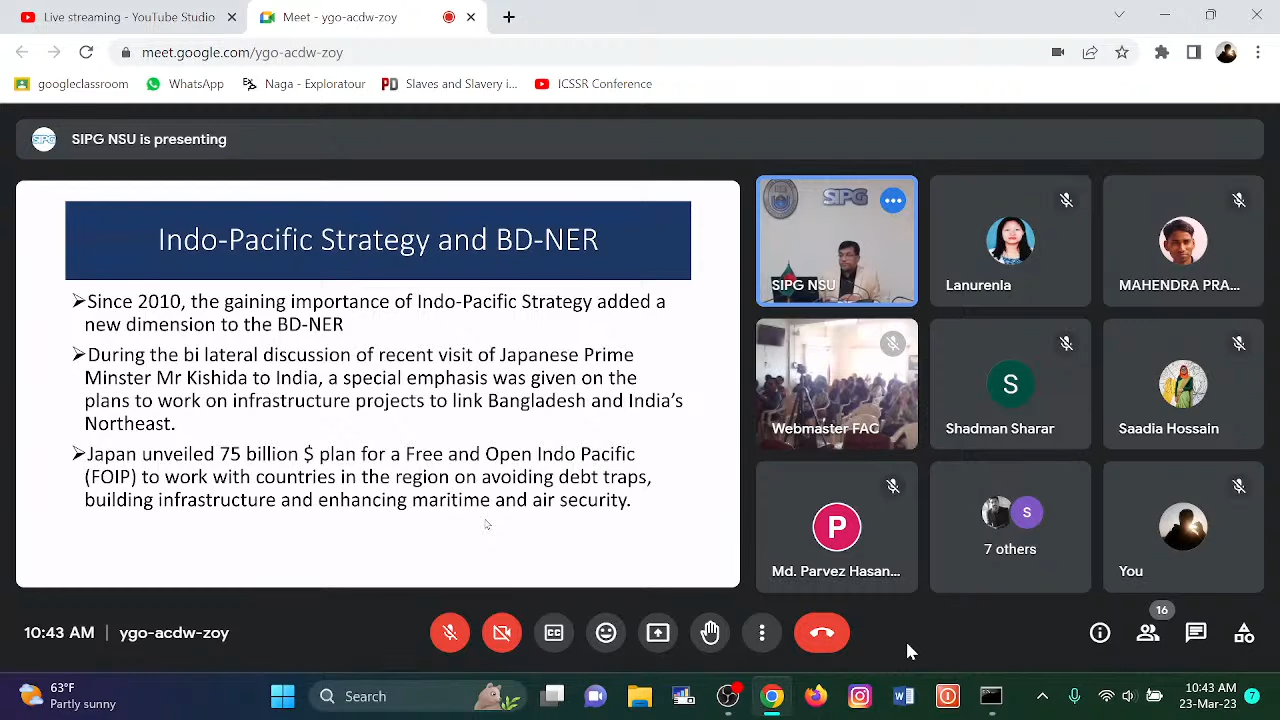 Live streaming - YouTube Studio
Meet - ygo-acdw-zoy
meet.google.com/ygo-acdw-zoy
googleclassroom
WhatsApp
Naga - Exploratour
PD Slaves and Slavery i...
ICSSR Conference
SIPG NSU is presenting
Indo-Pacific Strategy and BD-NER
Since 2010, the gaining importance of Indo-Pacific Strategy added a
new dimension to the BD-NER
During the bi lateral discussion of recent visit of Japanese Prime
Minster Mr Kishida to India, a special emphasis was given on the
plans to work on infrastructure projects to link Bangladesh and India's
Northeast.
Japan unveiled 75 billion $ plan for a Free and Open Indo Pacific
(FOIP) to work with countries in the region on avoiding debt traps,
building infrastructure and enhancing maritime and air security.
SIPG
SIPG NSU
Lanurenla
MAHENDRA PRA...
Webmaster FAC
S
Shadman Sharar
Saadia Hossain
P
Md. Parvez Hasan...
S
7 others
You
10:43 AM | ygo-acdw-zoy
16
63°F
Partly sunny
Search
10:43 AM
23-Mar-23
7